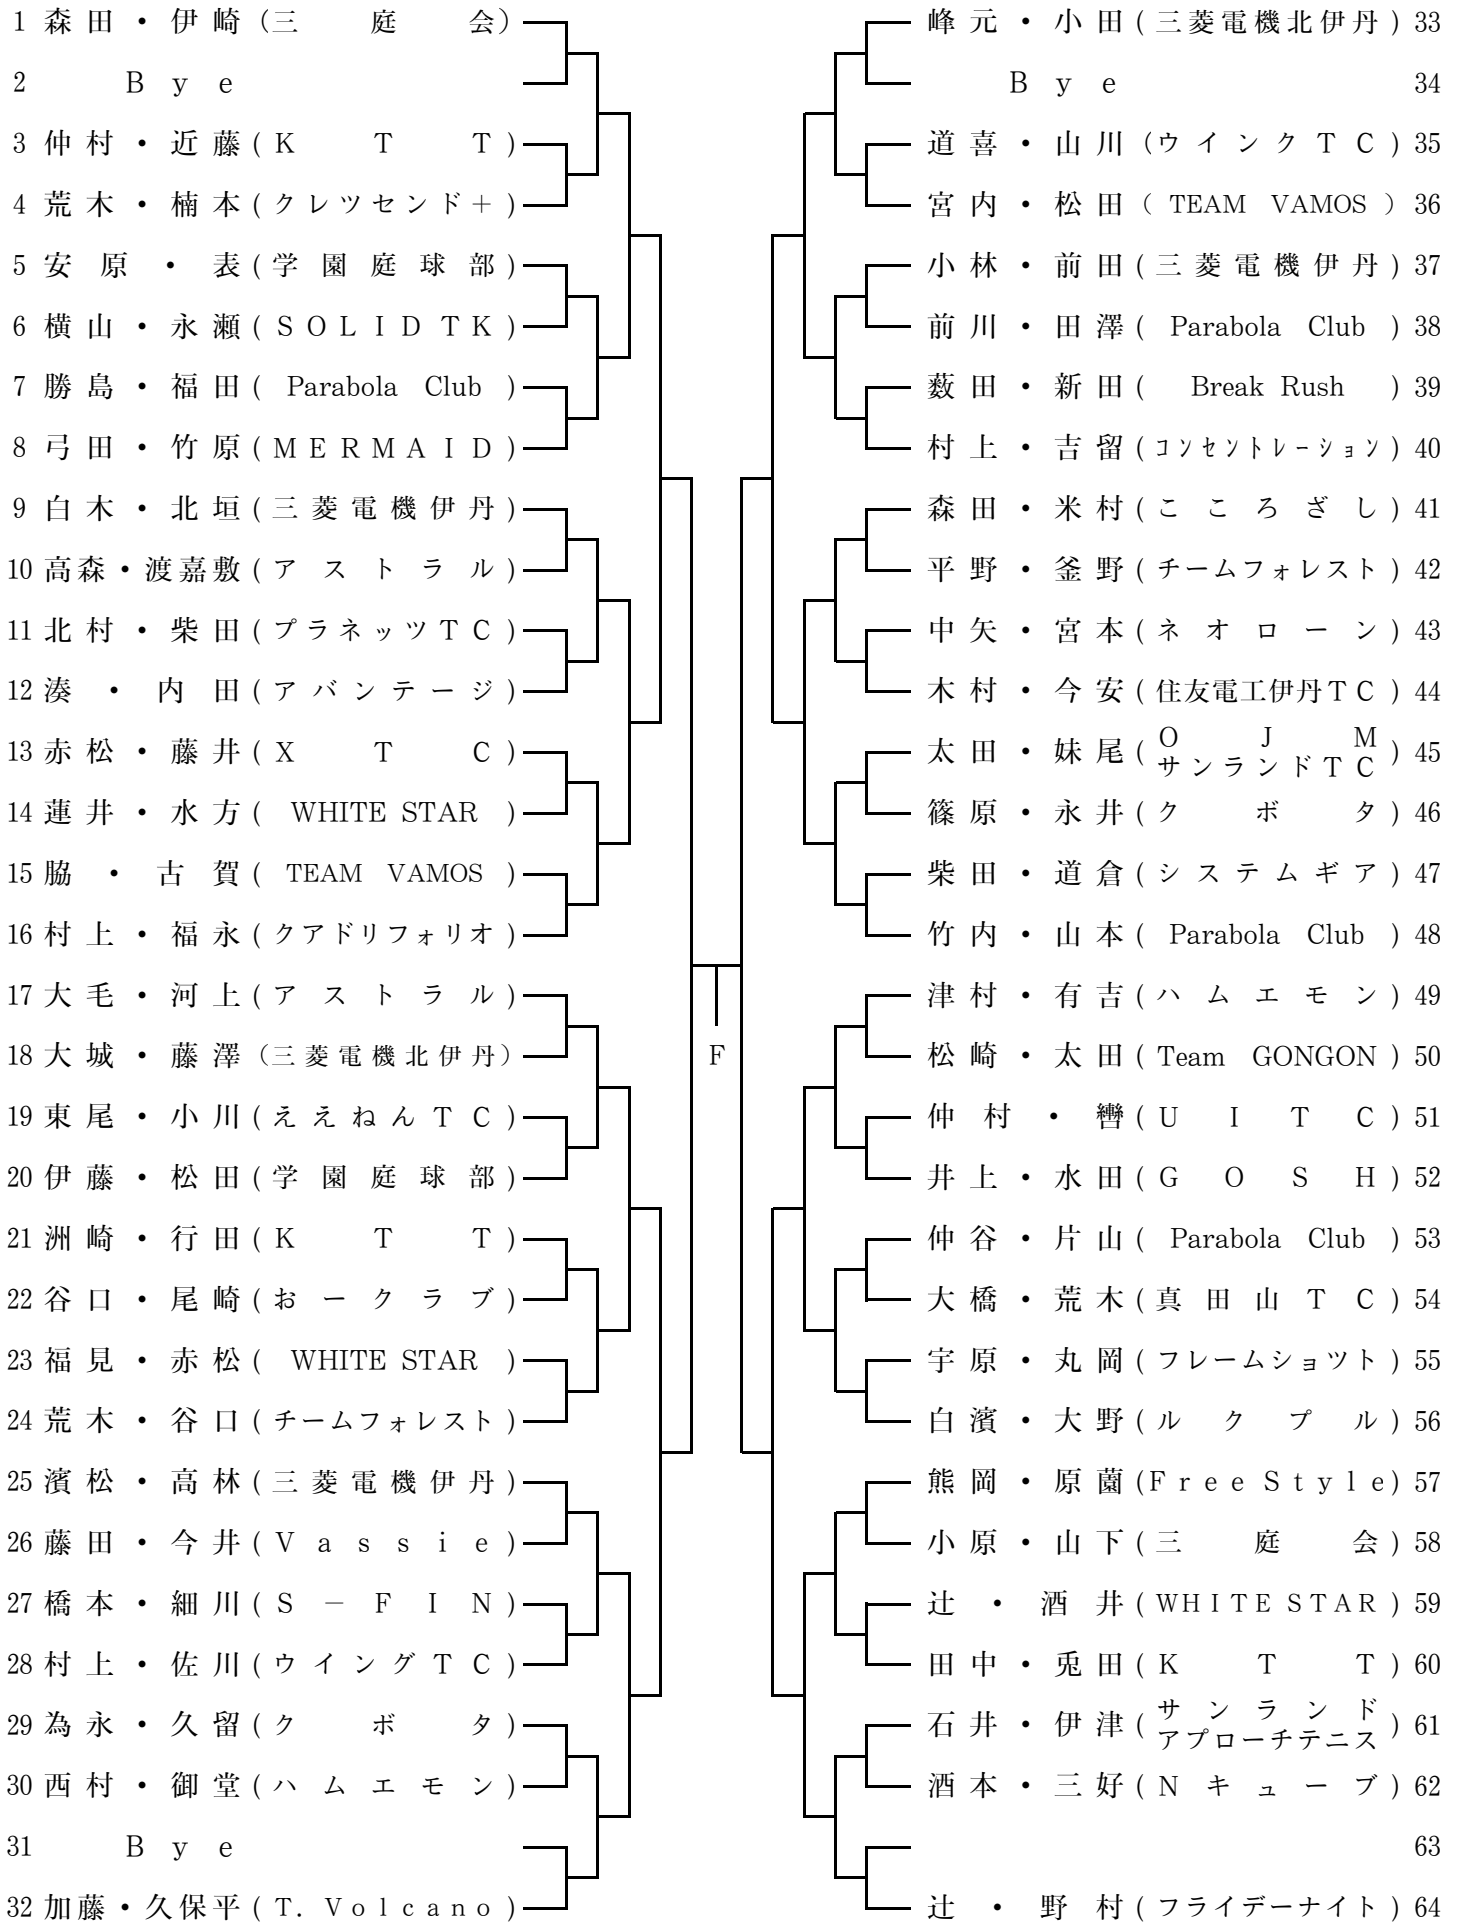 1 森田・伊崎(三庭会)
2 Bye
3 仲村・近藤(KTT)
4 荒木・楠本(クレツセンド+)
5 安原・表(学園庭球部)
6 横山・永瀬(SOLIDTK)
7 勝島・福田(Parabola Club)
8 弓田・竹原(MERMAID)
9 白木・北垣(三菱電機伊丹)
10 高森・渡嘉敷(アストラル)
11 北村・柴田(プラネッツTC)
12 湊・内田(アバンテージ)
13 赤松・藤井(XTC)
14 蓮井・水方(WHITE STAR)
15 脇・古賀(TEAM VAMOS)
16 村上・福永(クアドリフォリオ)
17 大毛・河上(アストラル)
18 大城・藤澤(三菱電機北伊丹)
19 東尾・小川(ええねんTC)
20 伊藤・松田(学園庭球部)
21 洲崎・行田(KTT)
22 谷口・尾崎(おークラブ)
23 福見・赤松(WHITE STAR)
24 荒木・谷口(チームフォレスト)
25 濱松・高林(三菱電機伊丹)
26 藤田・今井(Vassie)
27 橋本・細川(S-FIN)
28 村上・佐川(ウイングTC)
29 為永・久留(クボタ)
30 西村・御堂(ハムエモン)
31 Bye
32 加藤・久保平(T. Volcano)
F
峰元・小田(三菱電機北伊丹) 33
Bye 34
道喜・山川(ウインクTC) 35
宮内・松田(TEAM VAMOS) 36
小林・前田(三菱電機伊丹) 37
前川・田澤(Parabola Club) 38
薮田・新田(Break Rush) 39
村上・吉留(コンセントレーション) 40
森田・米村(こころざし) 41
平野・釜野(チームフォレスト) 42
中矢・宮本(ネオローン) 43
木村・今安(住友電工伊丹TC) 44
太田・妹尾(OJM
サンランドTC) 45
篠原・永井(クボタ) 46
柴田・道倉(システムギア) 47
竹内・山本(Parabola Club) 48
津村・有吉(ハムエモン) 49
松崎・太田(Team GONGON) 50
仲村・轡(UITC) 51
井上・水田(GOSH) 52
仲谷・片山(Parabola Club) 53
大橋・荒木(真田山TC) 54
宇原・丸岡(フレームショツト) 55
白濱・大野(ルクプル) 56
熊岡・原薗(FreeStyle) 57
小原・山下(三庭会) 58
辻・酒井(WHITE STAR) 59
田中・兎田(KTT) 60
石井・伊津(サンランド
アプローチテニス) 61
酒本・三好(Nキューブ) 62
63
辻・野村(フライデーナイト) 64